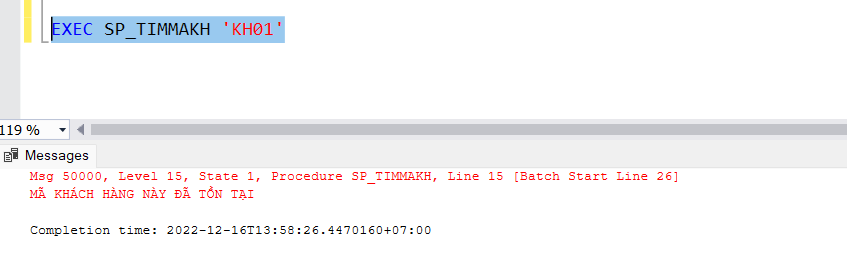 EXEC SP_TIMMAKH 'KH01'
119 %
Messages
Msg 50000, Level 15, State 1, Procedure SP_TIMMAKH, Line 15 [Batch Start Line 26]
MÃ KHÁCH HÀNG NÀY ĐÃ TỒN TẠI
Completion time: 2022-12-16T13:58:26.4470160+07:00